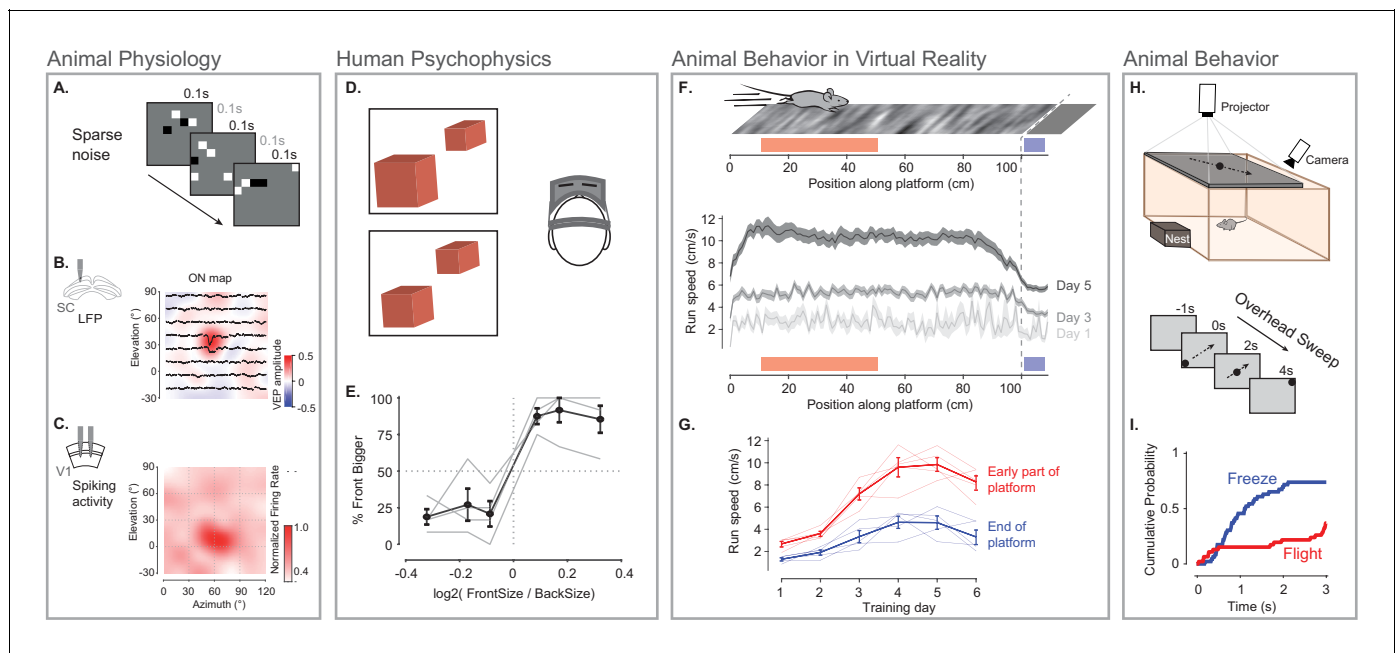 Animal Physiology
A.
0.1s
0.1s
0.1s
0.1s
0.1s
Sparse
noise
B.
SC
LFP
ON map
90
60
30
0
-30
Elevation (°)
0.5
0
-0.5
VEP amplitude
C.
V1
Spiking
activity
90
60
30
0
-30
Elevation (°)
0 30 60 90 120
Azimuth (°)
1.0
0.4
Normalized Firing Rate
Human Psychophysics
D.
E.
100
75
50
25
0
% Front Bigger
-0.4 -0.2 0 0.2 0.4
log2( FrontSize / BackSize)
Animal Behavior in Virtual Reality
F.
0 20 40 60 80 100
Position along platform (cm)
12
10
8
6
4
2
Run speed (cm/s)
Day 5
Day 3
Day 1
0 20 40 60 80 100
Position along platform (cm)
G.
12
10
8
6
4
2
Run speed (cm/s)
Early part of
platform
End of
platform
1 2 3 4 5 6
Training day
Animal Behavior
H.
Projector
Camera
Nest
-1s
0s
2s
4s
Overhead Sweep
I.
1
0.5
0
Cumulative Probability
Freeze
Flight
0 1 2 3
Time (s)